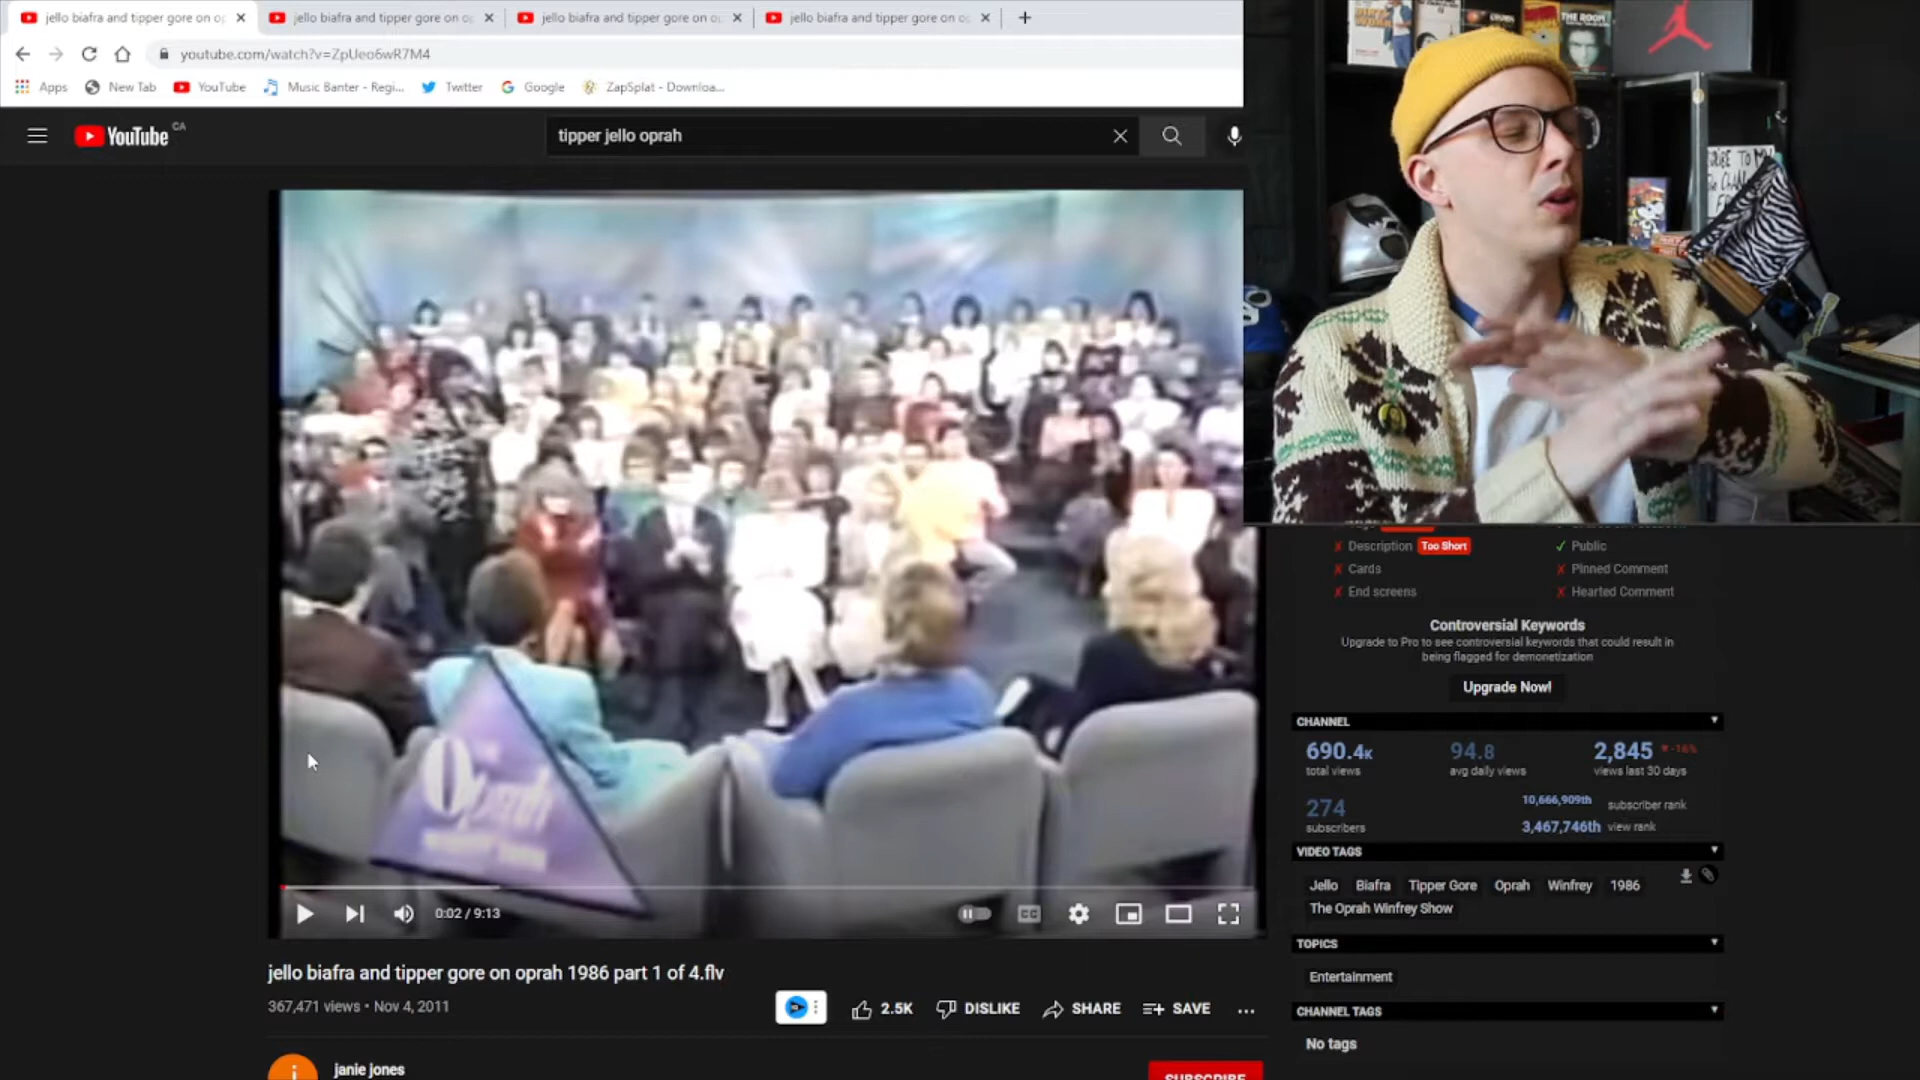 jello biafra and tipper gore on op
jello biafra and tipper gore on o
jello biafra and tipper gore on o
jello biafra and tipper gore on o
youtube.com/watch?v=ZpUeo6wR7M4
Apps
New Tab
YouTube
Music Banter - Regi...
Twitter
Google
ZapSplat - Downloa...
YouTube CA
tipper jello oprah
THE ROOM
Oprah
0:02 / 9:13
CC
jello biafra and tipper gore on oprah 1986 part 1 of 4.flv
367,471 views • Nov 4, 2011
2.5K
DISLIKE
SHARE
SAVE
janie jones
SUBSCRIBE
Description Too Short
Public
Cards
Pinned Comment
End screens
Hearted Comment
Controversial Keywords
Upgrade to Pro to see controversial keywords that could result in
being flagged for demonetization
Upgrade Now!
CHANNEL
690.4K
94.8
2,845 -16%
total views
avg daily views
views last 30 days
274
10,666,909th subscriber rank
subscribers
3,467,746th view rank
VIDEO TAGS
Jello Biafra Tipper Gore Oprah Winfrey 1986
The Oprah Winfrey Show
TOPICS
Entertainment
CHANNEL TAGS
No tags